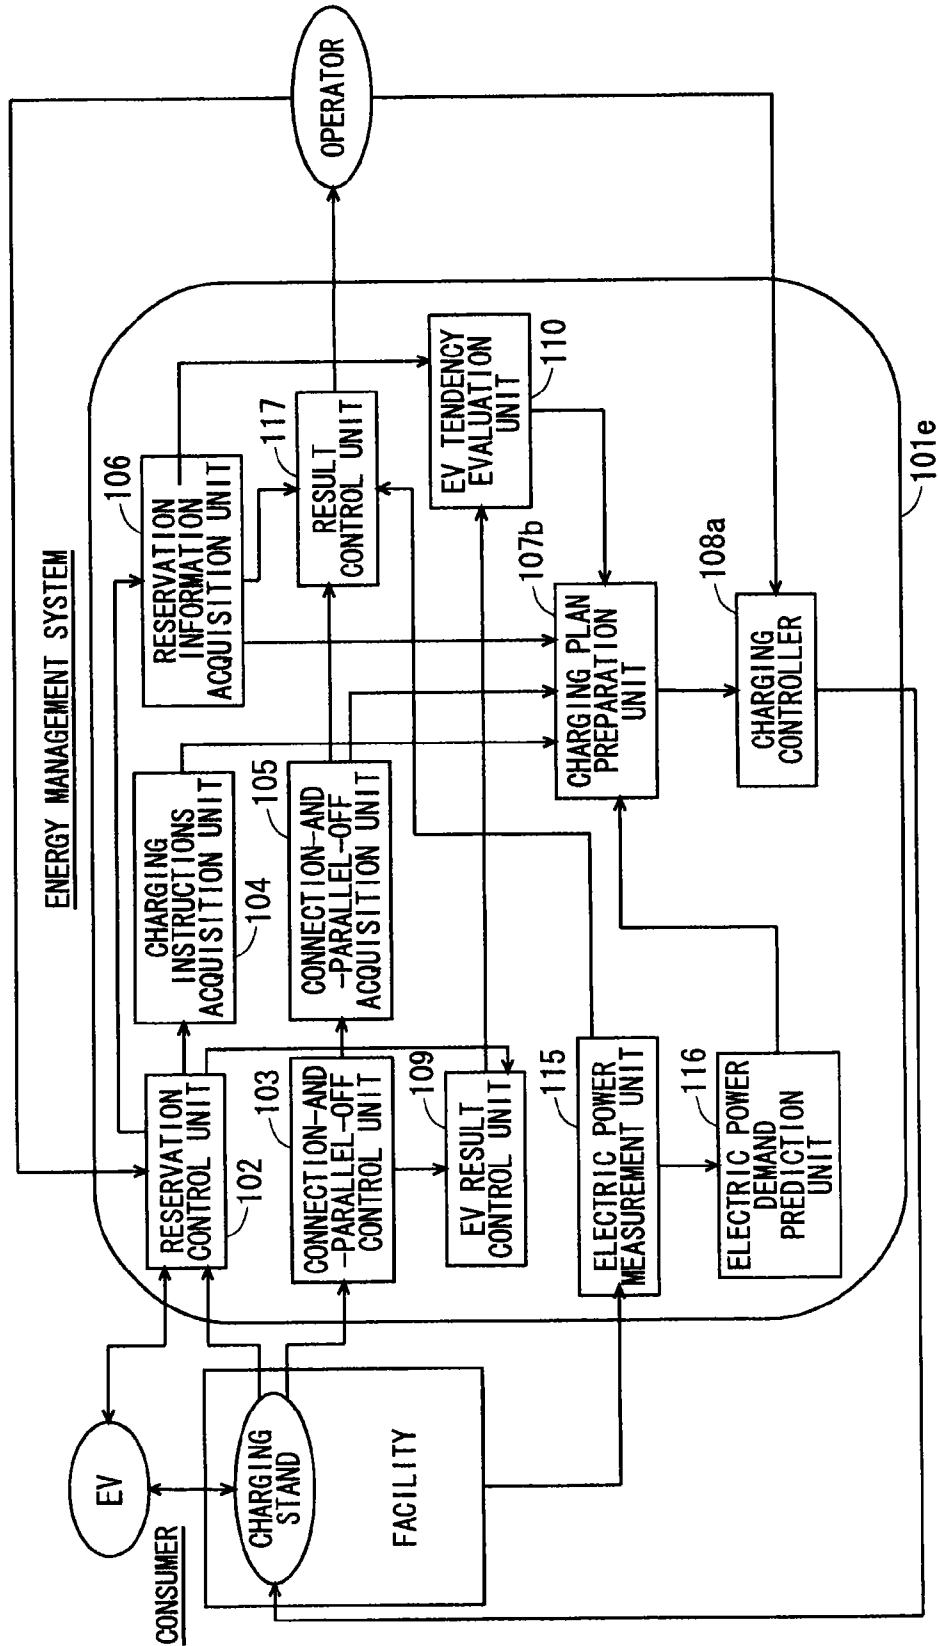 ENERGY MANAGEMENT SYSTEM
CONSUMER
EV
CHARGING
STAND
FACILITY
RESERVATION
CONTROL UNIT
102
CONNECTION-AND
-PARALLEL-OFF
CONTROL UNIT
103
EV RESULT
CONTROL UNIT
109
ELECTRIC POWER
MEASUREMENT UNIT
115
ELECTRIC POWER
DEMAND
PREDICTION
UNIT
116
CHARGING
INSTRUCTIONS
ACQUISITION UNIT
104
CONNECTION-AND
-PARALLEL-OFF
ACQUISITION UNIT
105
RESERVATION
INFORMATION
ACQUISITION UNIT
106
RESULT
CONTROL UNIT
117
EV TENDENCY
EVALUATION
UNIT
110
CHARGING PLAN
PREPARATION
UNIT
107b
CHARGING
CONTROLLER
108a
OPERATOR
101e